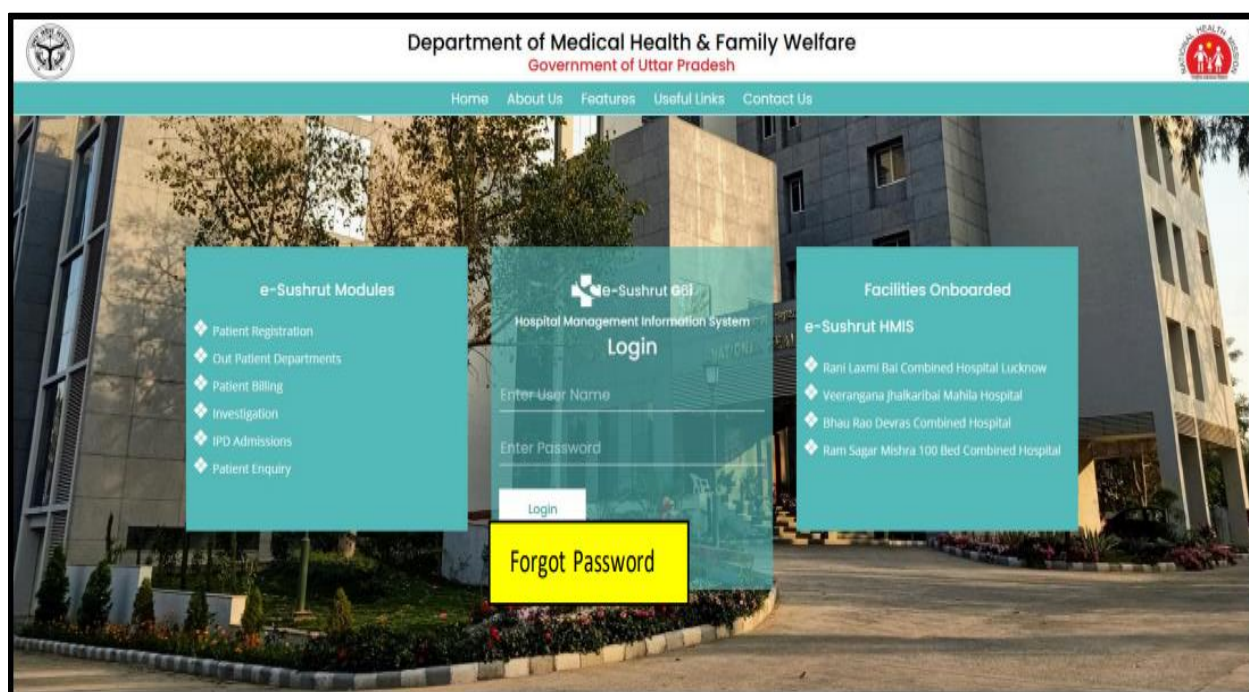 Department of Medical Health & Family Welfare
Government of Uttar Pradesh
NATIONAL HEALTH MISSION
Home About Us Features Useful Links Contact Us
e-Sushrut Modules
Patient Registration
Out Patient Departments
Patient Billing
Investigation
IPD Admissions
Patient Enquiry
e-Sushrut
Hospital Management Information System
Login
Enter User Name
Enter Password
Login
Forgot Password
Facilities Onboarded
e-Sushrut HMIS
Rani Laxmi Bai Combined Hospital Lucknow
Veerangana Jhalkaribai Mahila Hospital
Bhau Rao Devras Combined Hospital
Ram Sagar Mishra 100 Bed Combined Hospital